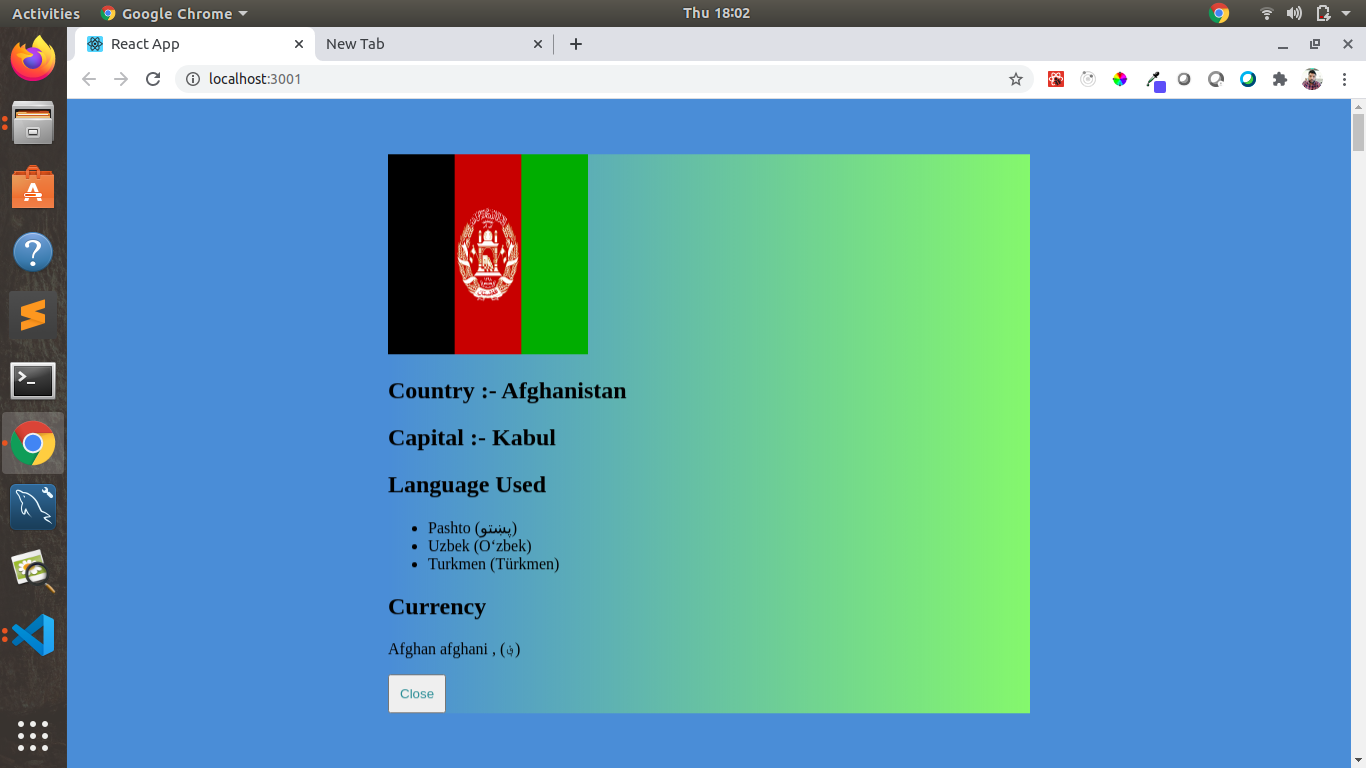 Activities
Google Chrome
Thu 18:02
React App
New Tab
localhost:3001
Country :- Afghanistan
Capital :- Kabul
Language Used
Pashto (پښتو)
Uzbek (Oʻzbek)
Turkmen (Türkmen)
Currency
Afghan afghani , (؋)
Close